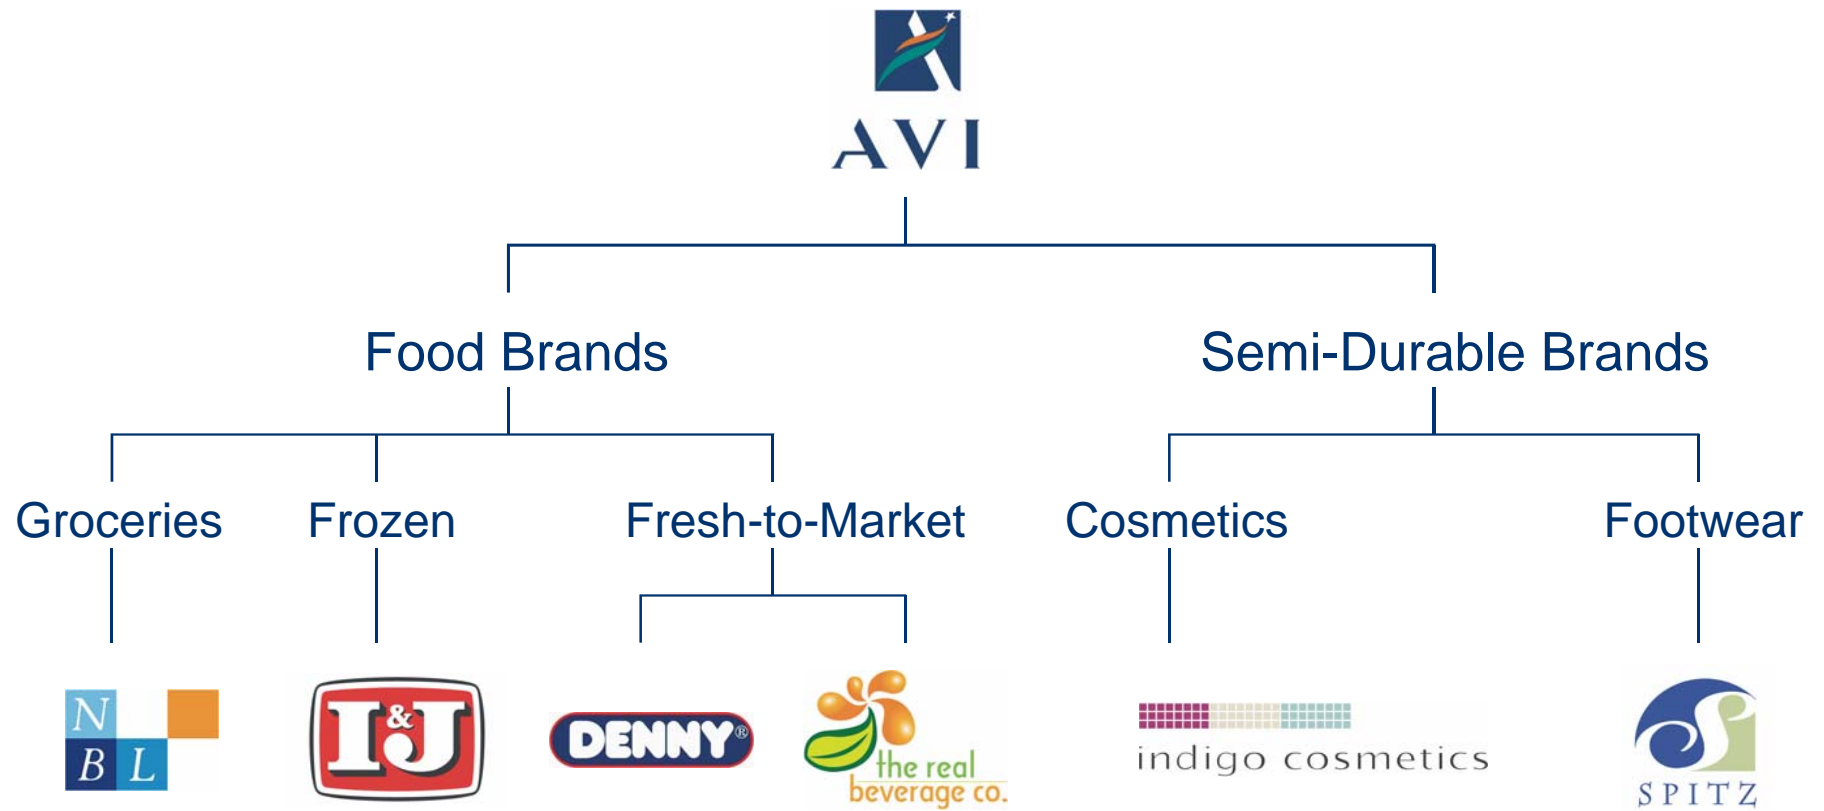 AVI
Food Brands
Semi-Durable Brands
Groceries
Frozen
Fresh-to-Market
Cosmetics
Footwear
N
B L
I&J
DENNY®
the real
beverage co.
indigo cosmetics
SPITZ